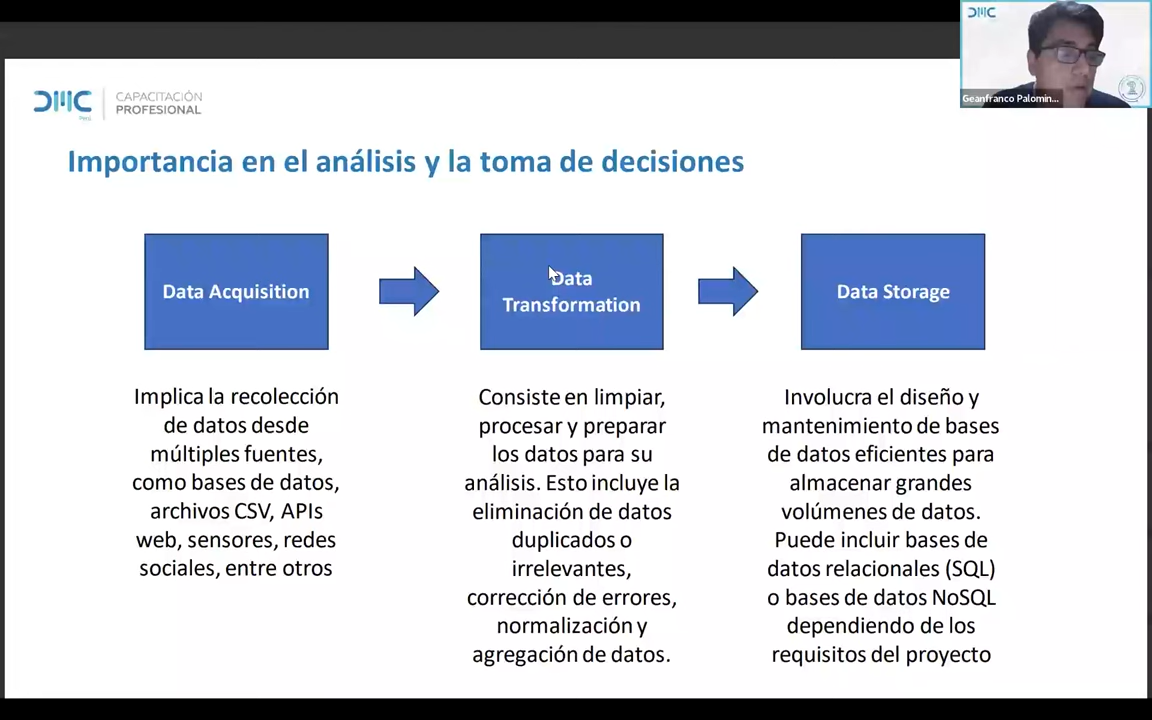 DMC
CAPACITACIÓN
PROFESIONAL
DMC
Geanfranco Palomin...
Importancia en el análisis y la toma de decisiones
Data Acquisition
Data
Transformation
Data Storage
Implica la recolección
de datos desde
múltiples fuentes,
como bases de datos,
archivos CSV, APIs
web, sensores, redes
sociales, entre otros
Consiste en limpiar,
procesar y preparar
los datos para su
análisis. Esto incluye la
eliminación de datos
duplicados o
irrelevantes,
corrección de errores,
normalización y
agregación de datos.
Involucra el diseño y
mantenimiento de bases
de datos eficientes para
almacenar grandes
volúmenes de datos.
Puede incluir bases de
datos relacionales (SQL)
o bases de datos NoSQL
dependiendo de los
requisitos del proyecto